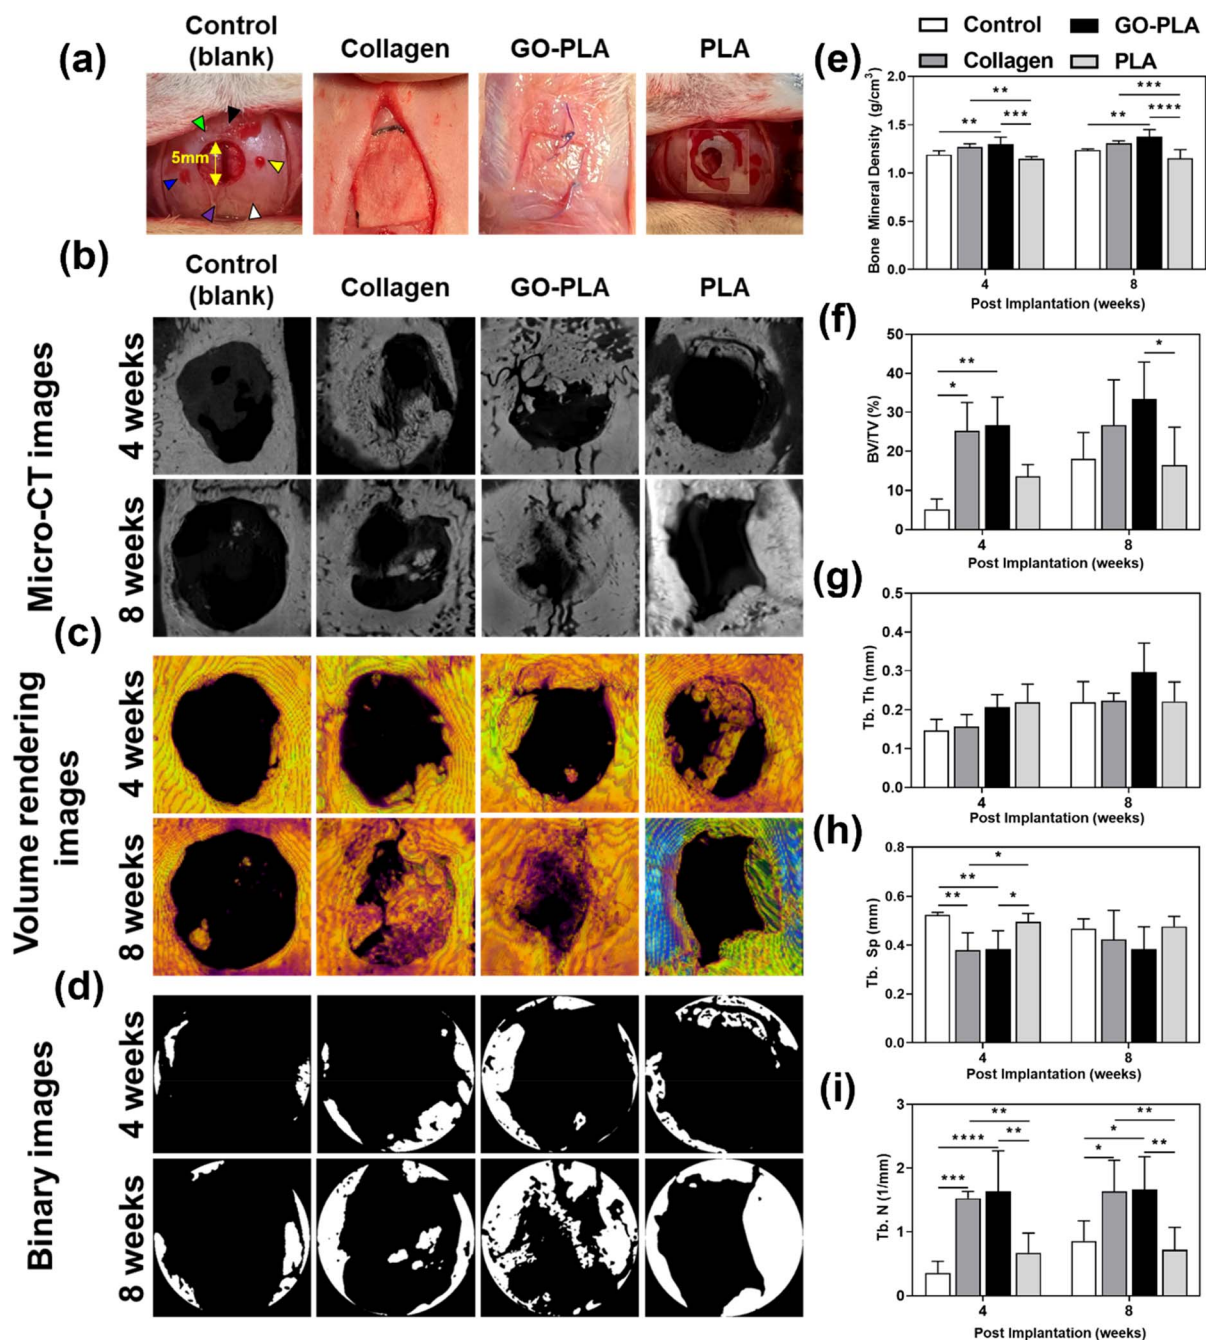 (a)
Control
(blank)
Collagen
GO-PLA
PLA
5mm
(b)
Control
(blank)
Collagen
GO-PLA
PLA
Micro-CT images
4 weeks
8 weeks
(c)
Volume rendering
images
4 weeks
8 weeks
(d)
Binary images
4 weeks
8 weeks
Control
GO-PLA
Collagen
PLA
(e)
Bone Mineral Density (g/cm³)
2.0
1.5
1.0
0.5
0.0
** *** ** ***
** **** 
4 8
Post Implantation (weeks)
(f)
BV/TV (%)
50
40
30
20
10
0
**
*
*
4 8
Post Implantation (weeks)
(g)
Tb. Th (mm)
0.5
0.4
0.3
0.2
0.1
0.0
4 8
Post Implantation (weeks)
(h)
Tb. Sp (mm)
0.8
0.6
0.4
0.2
0.0
*
**
** *
4 8
Post Implantation (weeks)
(i)
Tb. N (1/mm)
3
2
1
0
** **
**** ** * **
*** *
4 8
Post Implantation (weeks)